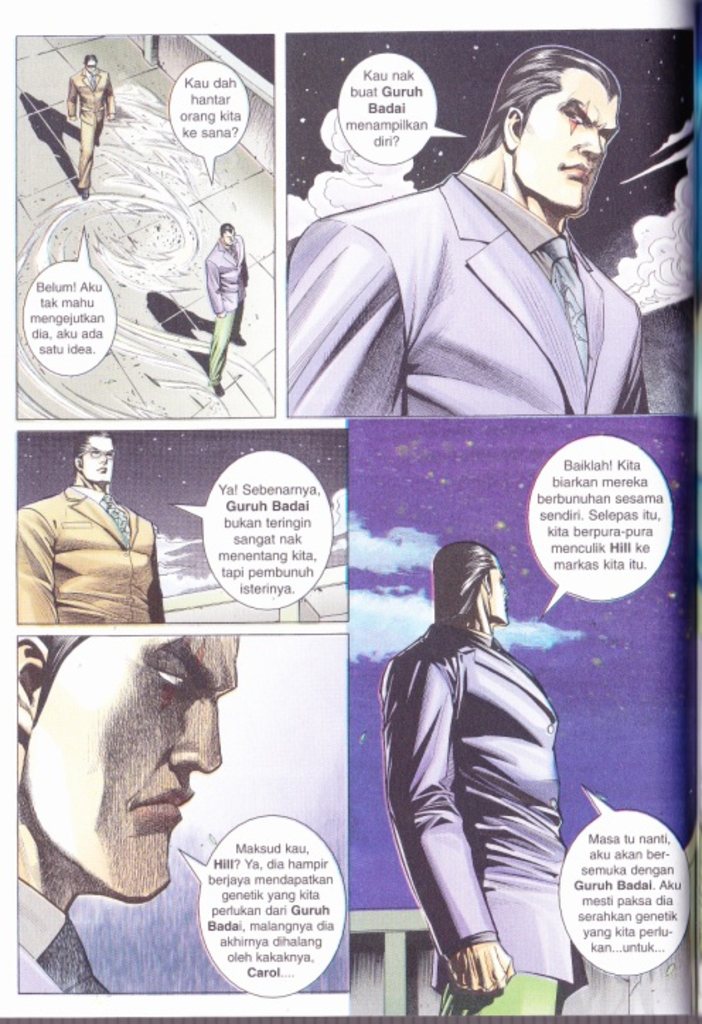 Kau dah
hantar
orang kita
ke sana?
Belum! Aku
tak mahu
mengejutkan
dia, aku ada
satu idea.
Kau nak
buat Guruh
Badai
menampilkan
diri?
Ya! Sebenarnya,
Guruh Badai
bukan teringin
sangat nak
menentang kita,
tapi pembunuh
isterinya.
Maksud kau,
Hill? Ya, dia hampir
berjaya mendapatkan
genetik yang kita
perlukan dari Guruh
Badai, malangnya dia
akhirnya dihalang
oleh kakaknya,
Carol....
Baiklah! Kita
biarkan mereka
berbunuhan sesama
sendiri. Selepas itu,
kita berpura-pura
menculik Hill ke
markas kita itu.
Masa tu nanti,
aku akan ber-
semuka dengan
Guruh Badai. Aku
mesti paksa dia
serahkan genetik
yang kita perlu-
kan...untuk...